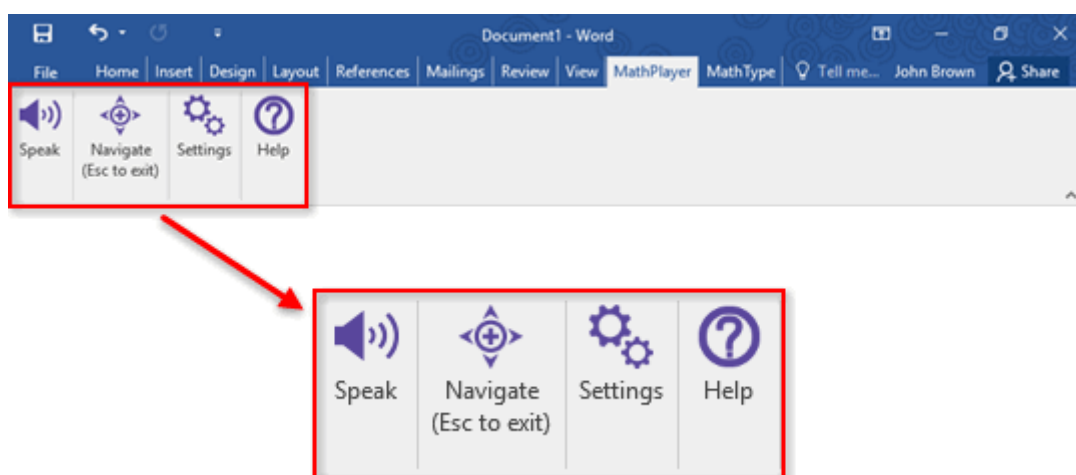 Document1 - Word
File Home Insert Design Layout References Mailings Review View MathPlayer MathType Tell me... John Brown Share
Speak Navigate Settings Help
(Esc to exit)
Speak Navigate Settings Help
(Esc to exit)